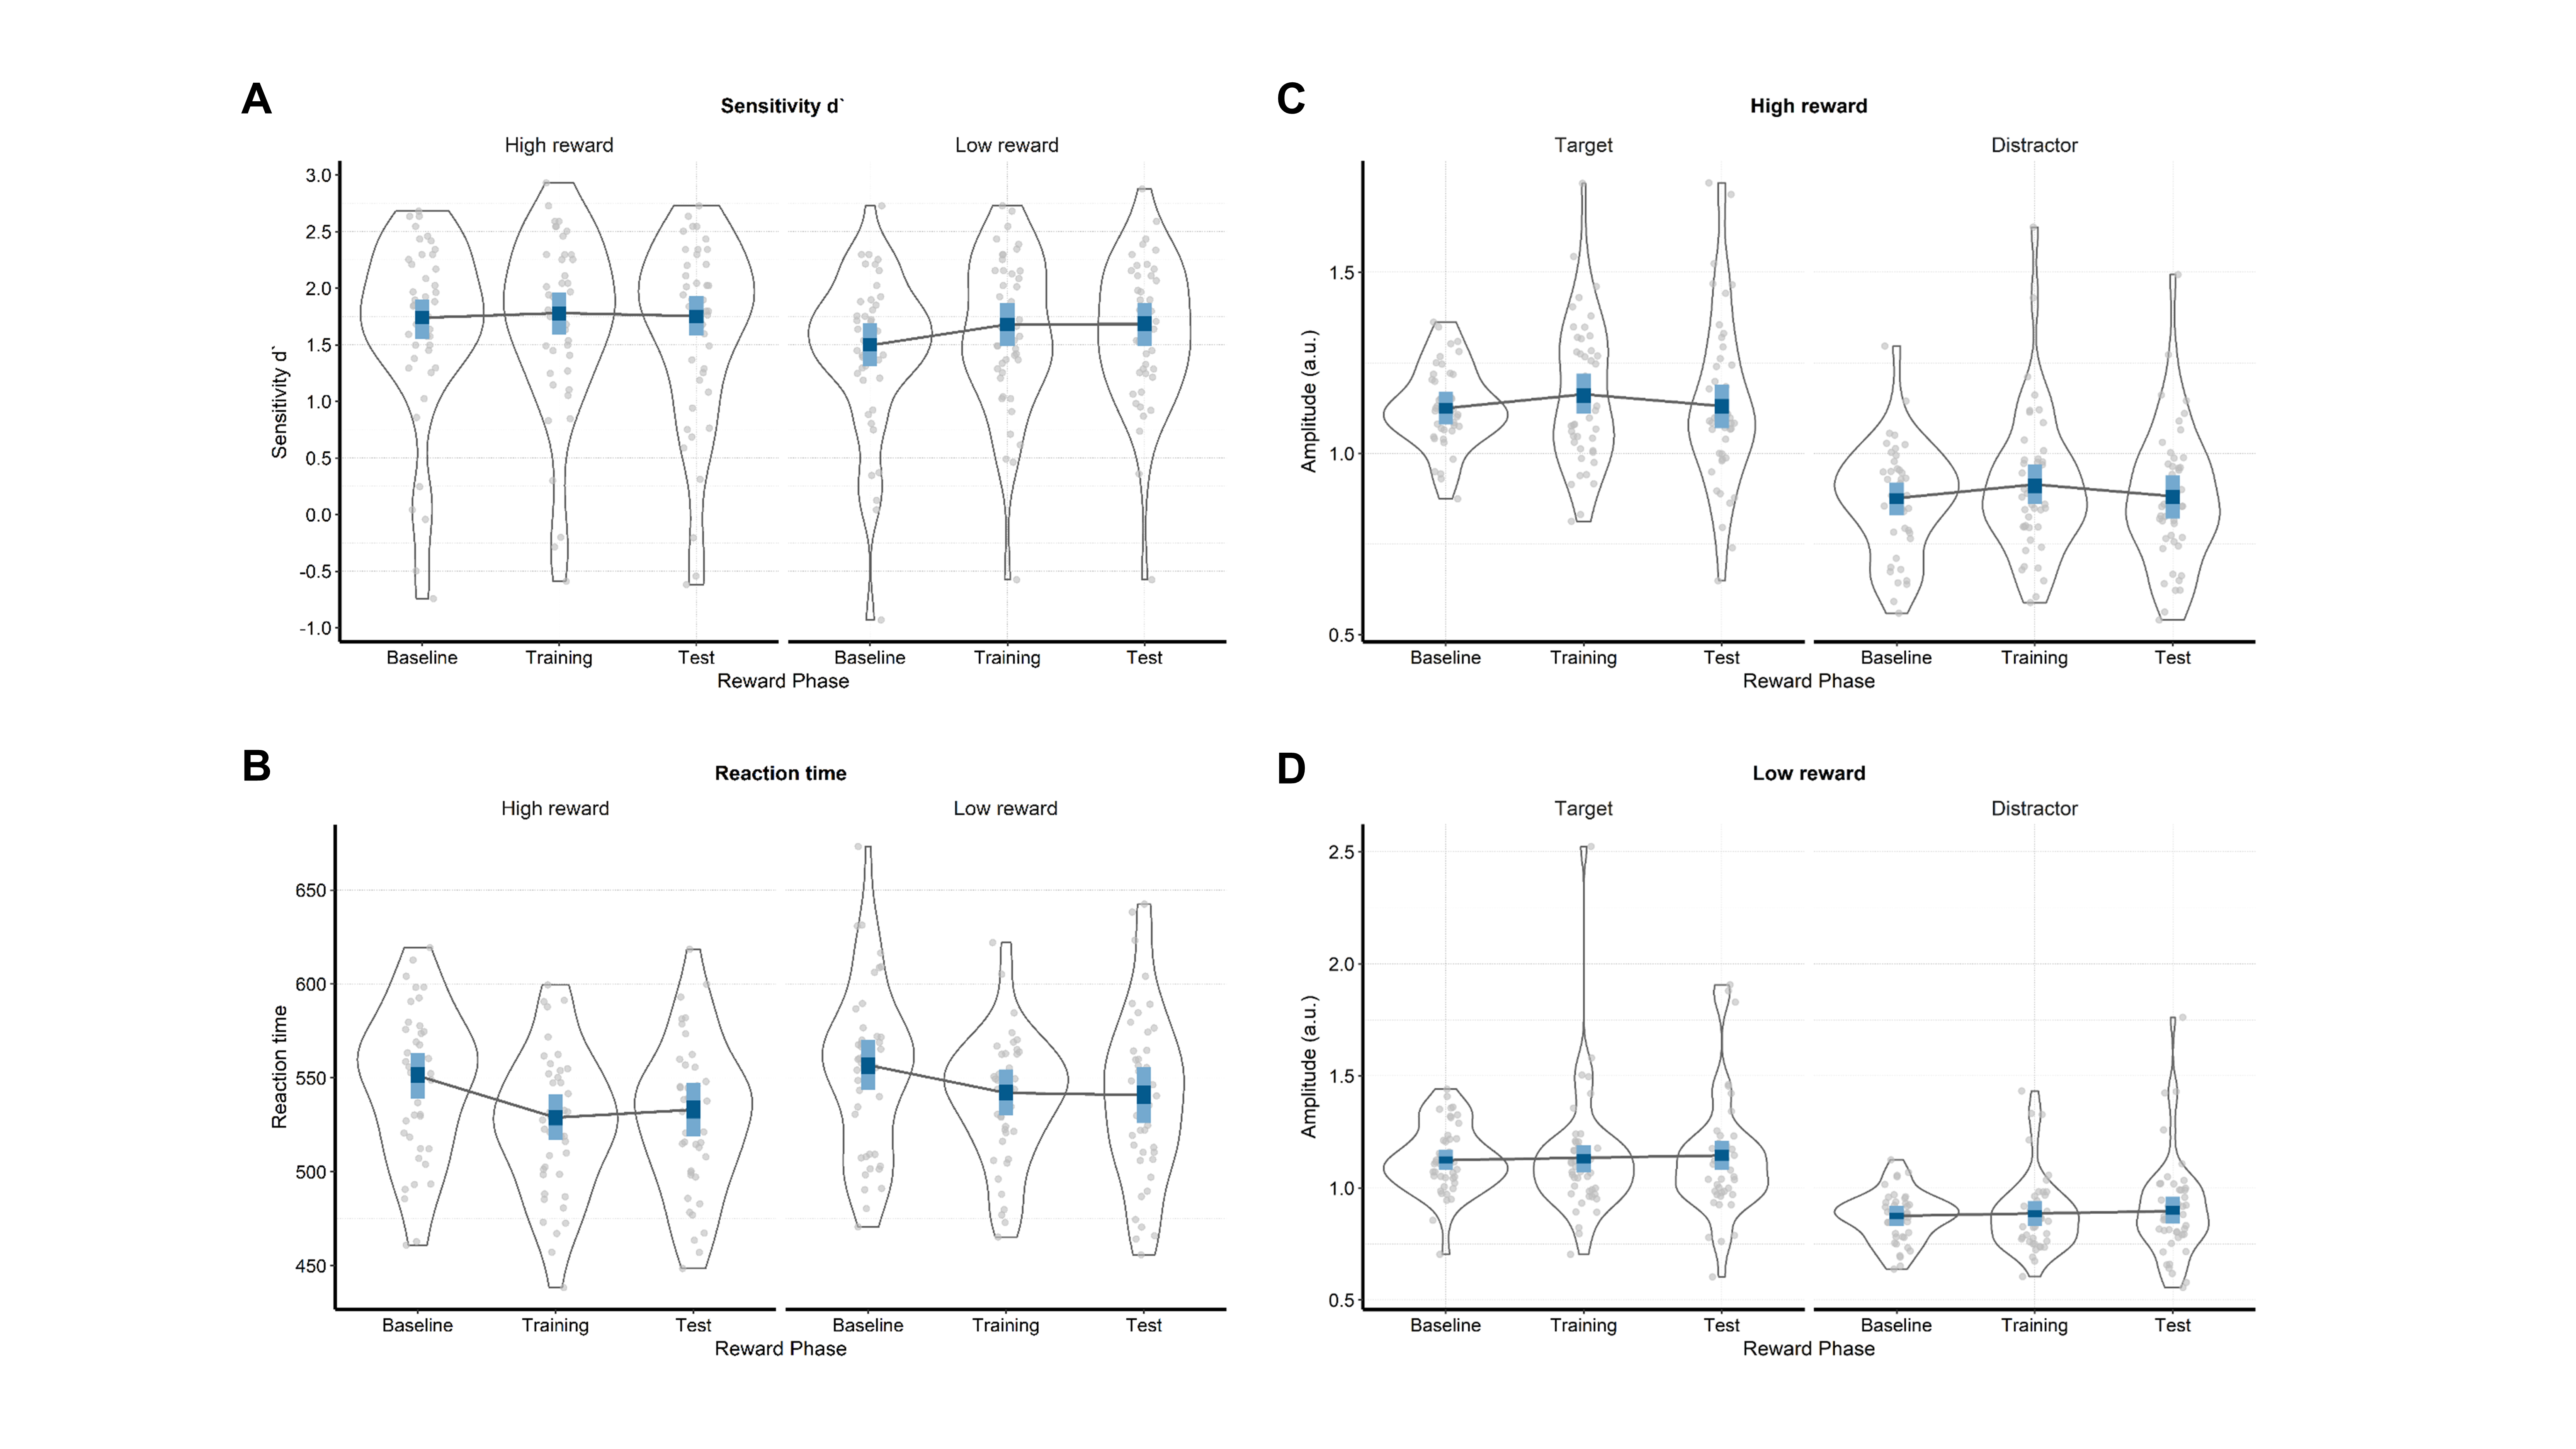 A
Sensitivity d`
High reward
Low reward
Sensitivity d`
3.0
2.5
2.0
1.5
1.0
0.5
0.0
-0.5
-1.0
Baseline
Training
Test
Baseline
Training
Test
Reward Phase
B
Reaction time
High reward
Low reward
Reaction time
650
600
550
500
450
Baseline
Training
Test
Baseline
Training
Test
Reward Phase
C
High reward
Target
Distractor
Amplitude (a.u.)
1.5
1.0
0.5
Baseline
Training
Test
Baseline
Training
Test
Reward Phase
D
Low reward
Target
Distractor
Amplitude (a.u.)
2.5
2.0
1.5
1.0
0.5
Baseline
Training
Test
Baseline
Training
Test
Reward Phase